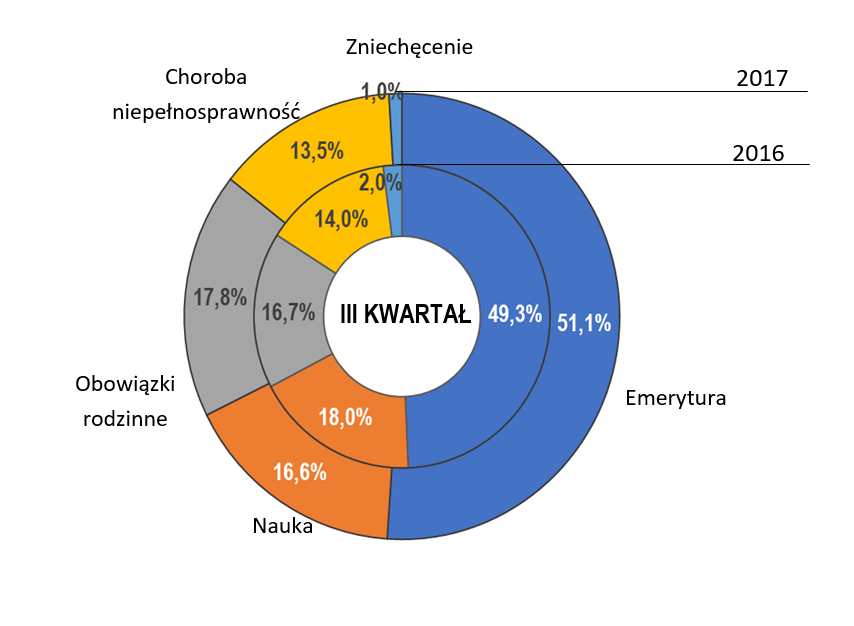 Zniechęcenie
Choroba
niepełnosprawność
1,0%
2017
13,5%
2016
2,0%
14,0%
17,8%
16,7%
III KWARTAŁ
49,3%
51,1%
Obowiązki
rodzinne
Emerytura
18,0%
16,6%
Nauka